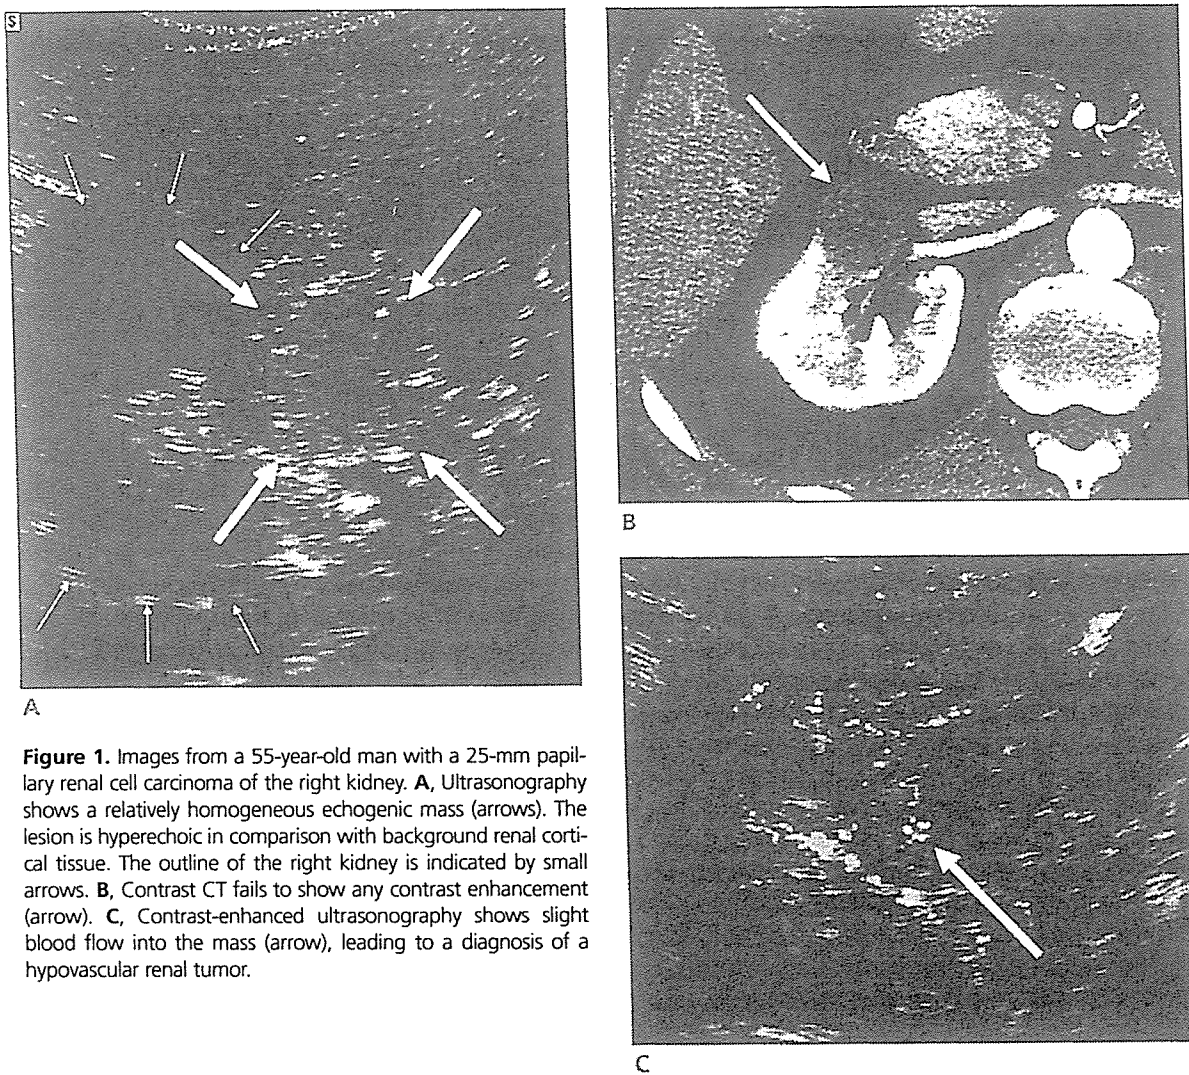 S
A
B
Figure 1. Images from a 55-year-old man with a 25-mm papil-
lary renal cell carcinoma of the right kidney. A, Ultrasonography
shows a relatively homogeneous echogenic mass (arrows). The
lesion is hyperechoic in comparison with background renal corti-
cal tissue. The outline of the right kidney is indicated by small
arrows. B, Contrast CT fails to show any contrast enhancement
(arrow). C, Contrast-enhanced ultrasonography shows slight
blood flow into the mass (arrow), leading to a diagnosis of a
hypovascular renal tumor.
C